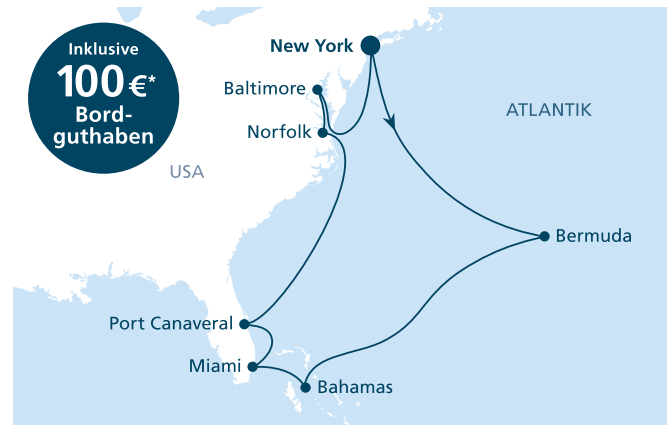 Inklusive
100 €*
Bord-
guthaben
New York
Baltimore
ATLANTIK
Norfolk
USA
Bermuda
Port Canaveral
Miami
Bahamas